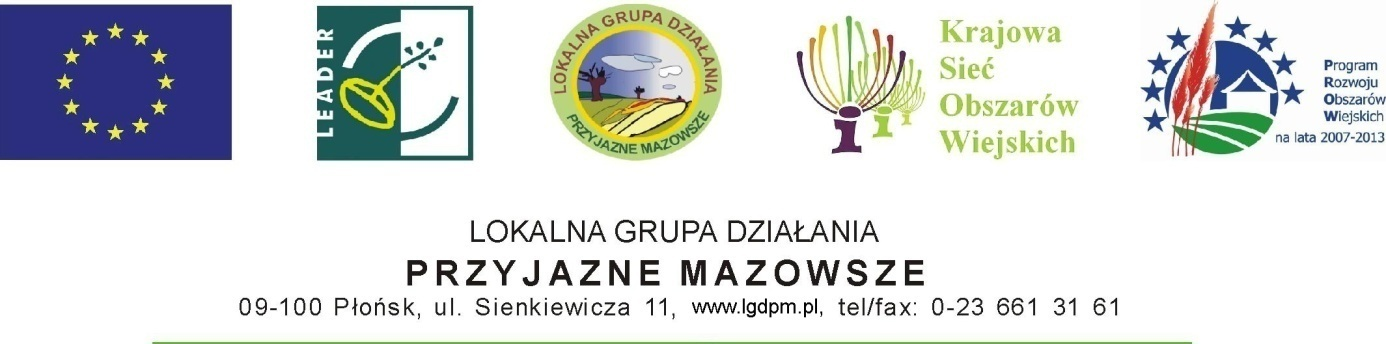 LEADER
LOKALNA GRUPA DZIAŁANIA
PRZYJAZNE MAZOWSZE
Krajowa
Sieć
Obszarów
Wiejskich
Program
Rozwoju
Obszarów
Wiejskich
na lata 2007-2013
LOKALNA GRUPA DZIAŁANIA
PRZYJAZNE MAZOWSZE
09-100 Płońsk, ul. Sienkiewicza 11, www.lgdpm.pl, tel/fax: 0-23 661 31 61